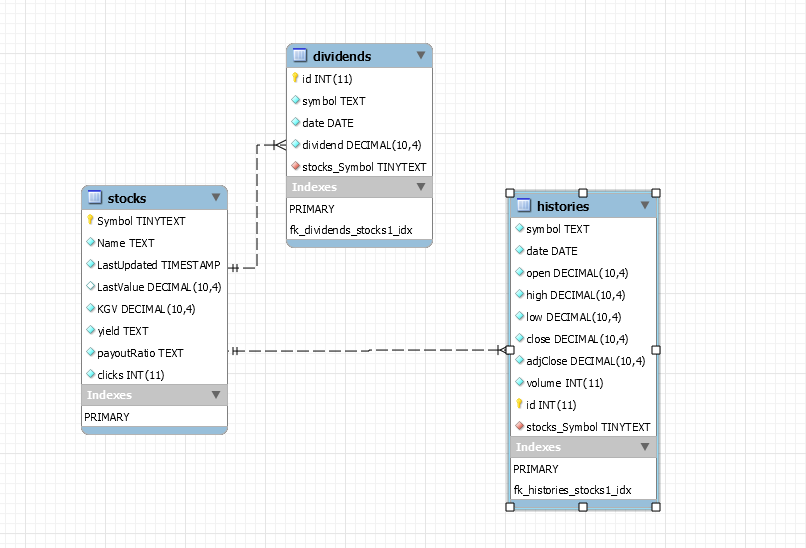 dividends
id INT(11)
symbol TEXT
date DATE
dividend DECIMAL(10,4)
stocks_Symbol TINYTEXT
Indexes
PRIMARY
fk_dividends_stocks1_idx
stocks
Symbol TINYTEXT
Name TEXT
LastUpdated TIMESTAMP
LastValue DECIMAL(10,4)
KGV DECIMAL(10,4)
yield TEXT
payoutRatio TEXT
clicks INT(11)
Indexes
PRIMARY
histories
symbol TEXT
date DATE
open DECIMAL(10,4)
high DECIMAL(10,4)
low DECIMAL(10,4)
close DECIMAL(10,4)
adjClose DECIMAL(10,4)
volume INT(11)
id INT(11)
stocks_Symbol TINYTEXT
Indexes
PRIMARY
fk_histories_stocks1_idx